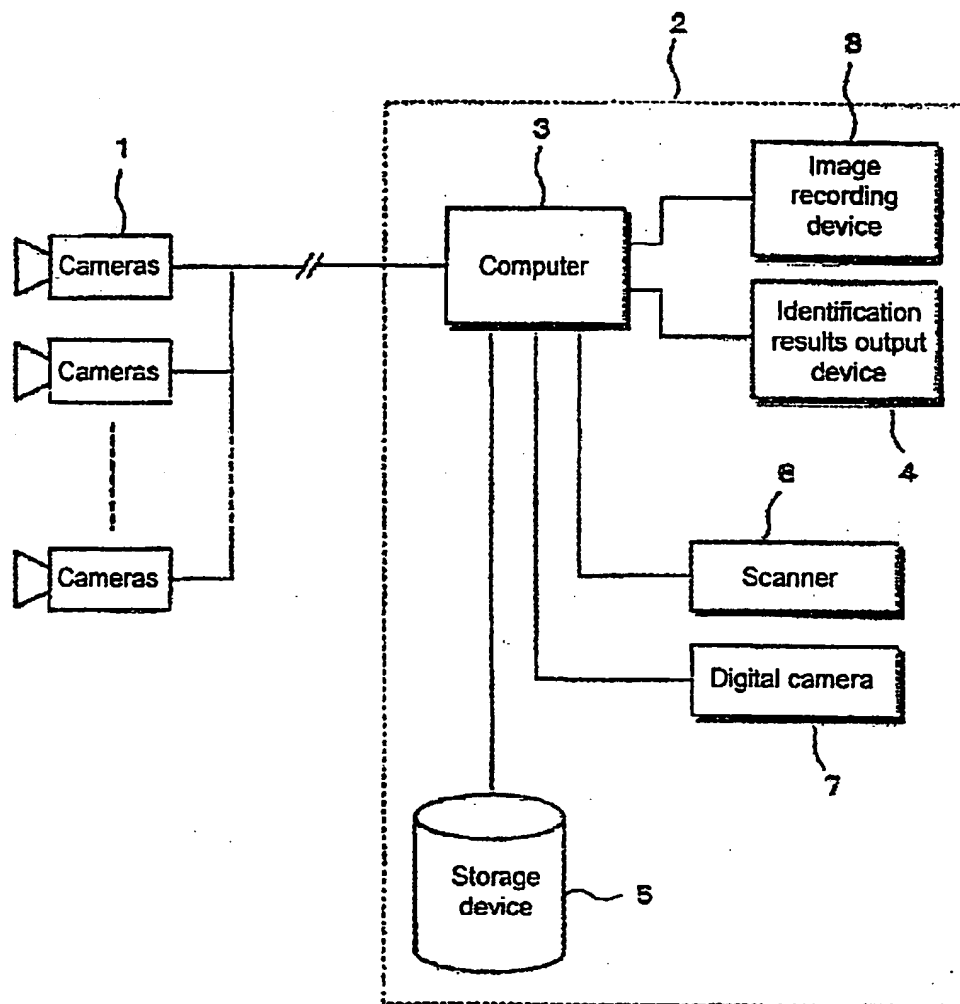 2
8
1
3
Image
recording
device
Cameras
Computer
Identification
results output
device
Cameras
4
6
Cameras
Scanner
Digital camera
7
Storage
device
5